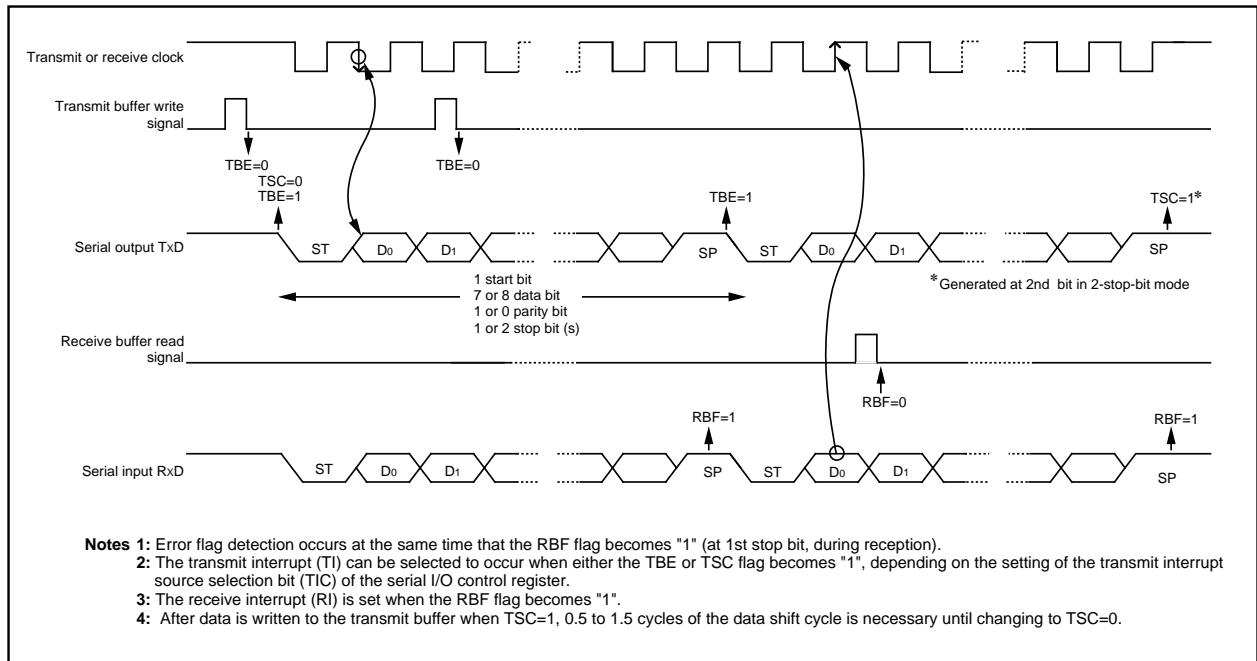 Transmit or receive clock
Transmit buffer write
signal
TBE=0
TBE=0
TSC=0
TBE=1
TBE=1
TSC=1*
Serial output TxD
ST
D0
D1
SP
ST
D0
D1
SP
1 start bit
7 or 8 data bit
1 or 0 parity bit
1 or 2 stop bit (s)
*Generated at 2nd bit in 2-stop-bit mode
Receive buffer read
signal
RBF=0
RBF=1
RBF=1
Serial input RxD
ST
D0
D1
SP
ST
D0
D1
SP
Notes 1: Error flag detection occurs at the same time that the RBF flag becomes "1" (at 1st stop bit, during reception).
2: The transmit interrupt (TI) can be selected to occur when either the TBE or TSC flag becomes "1", depending on the setting of the transmit interrupt
source selection bit (TIC) of the serial I/O control register.
3: The receive interrupt (RI) is set when the RBF flag becomes "1".
4: After data is written to the transmit buffer when TSC=1, 0.5 to 1.5 cycles of the data shift cycle is necessary until changing to TSC=0.